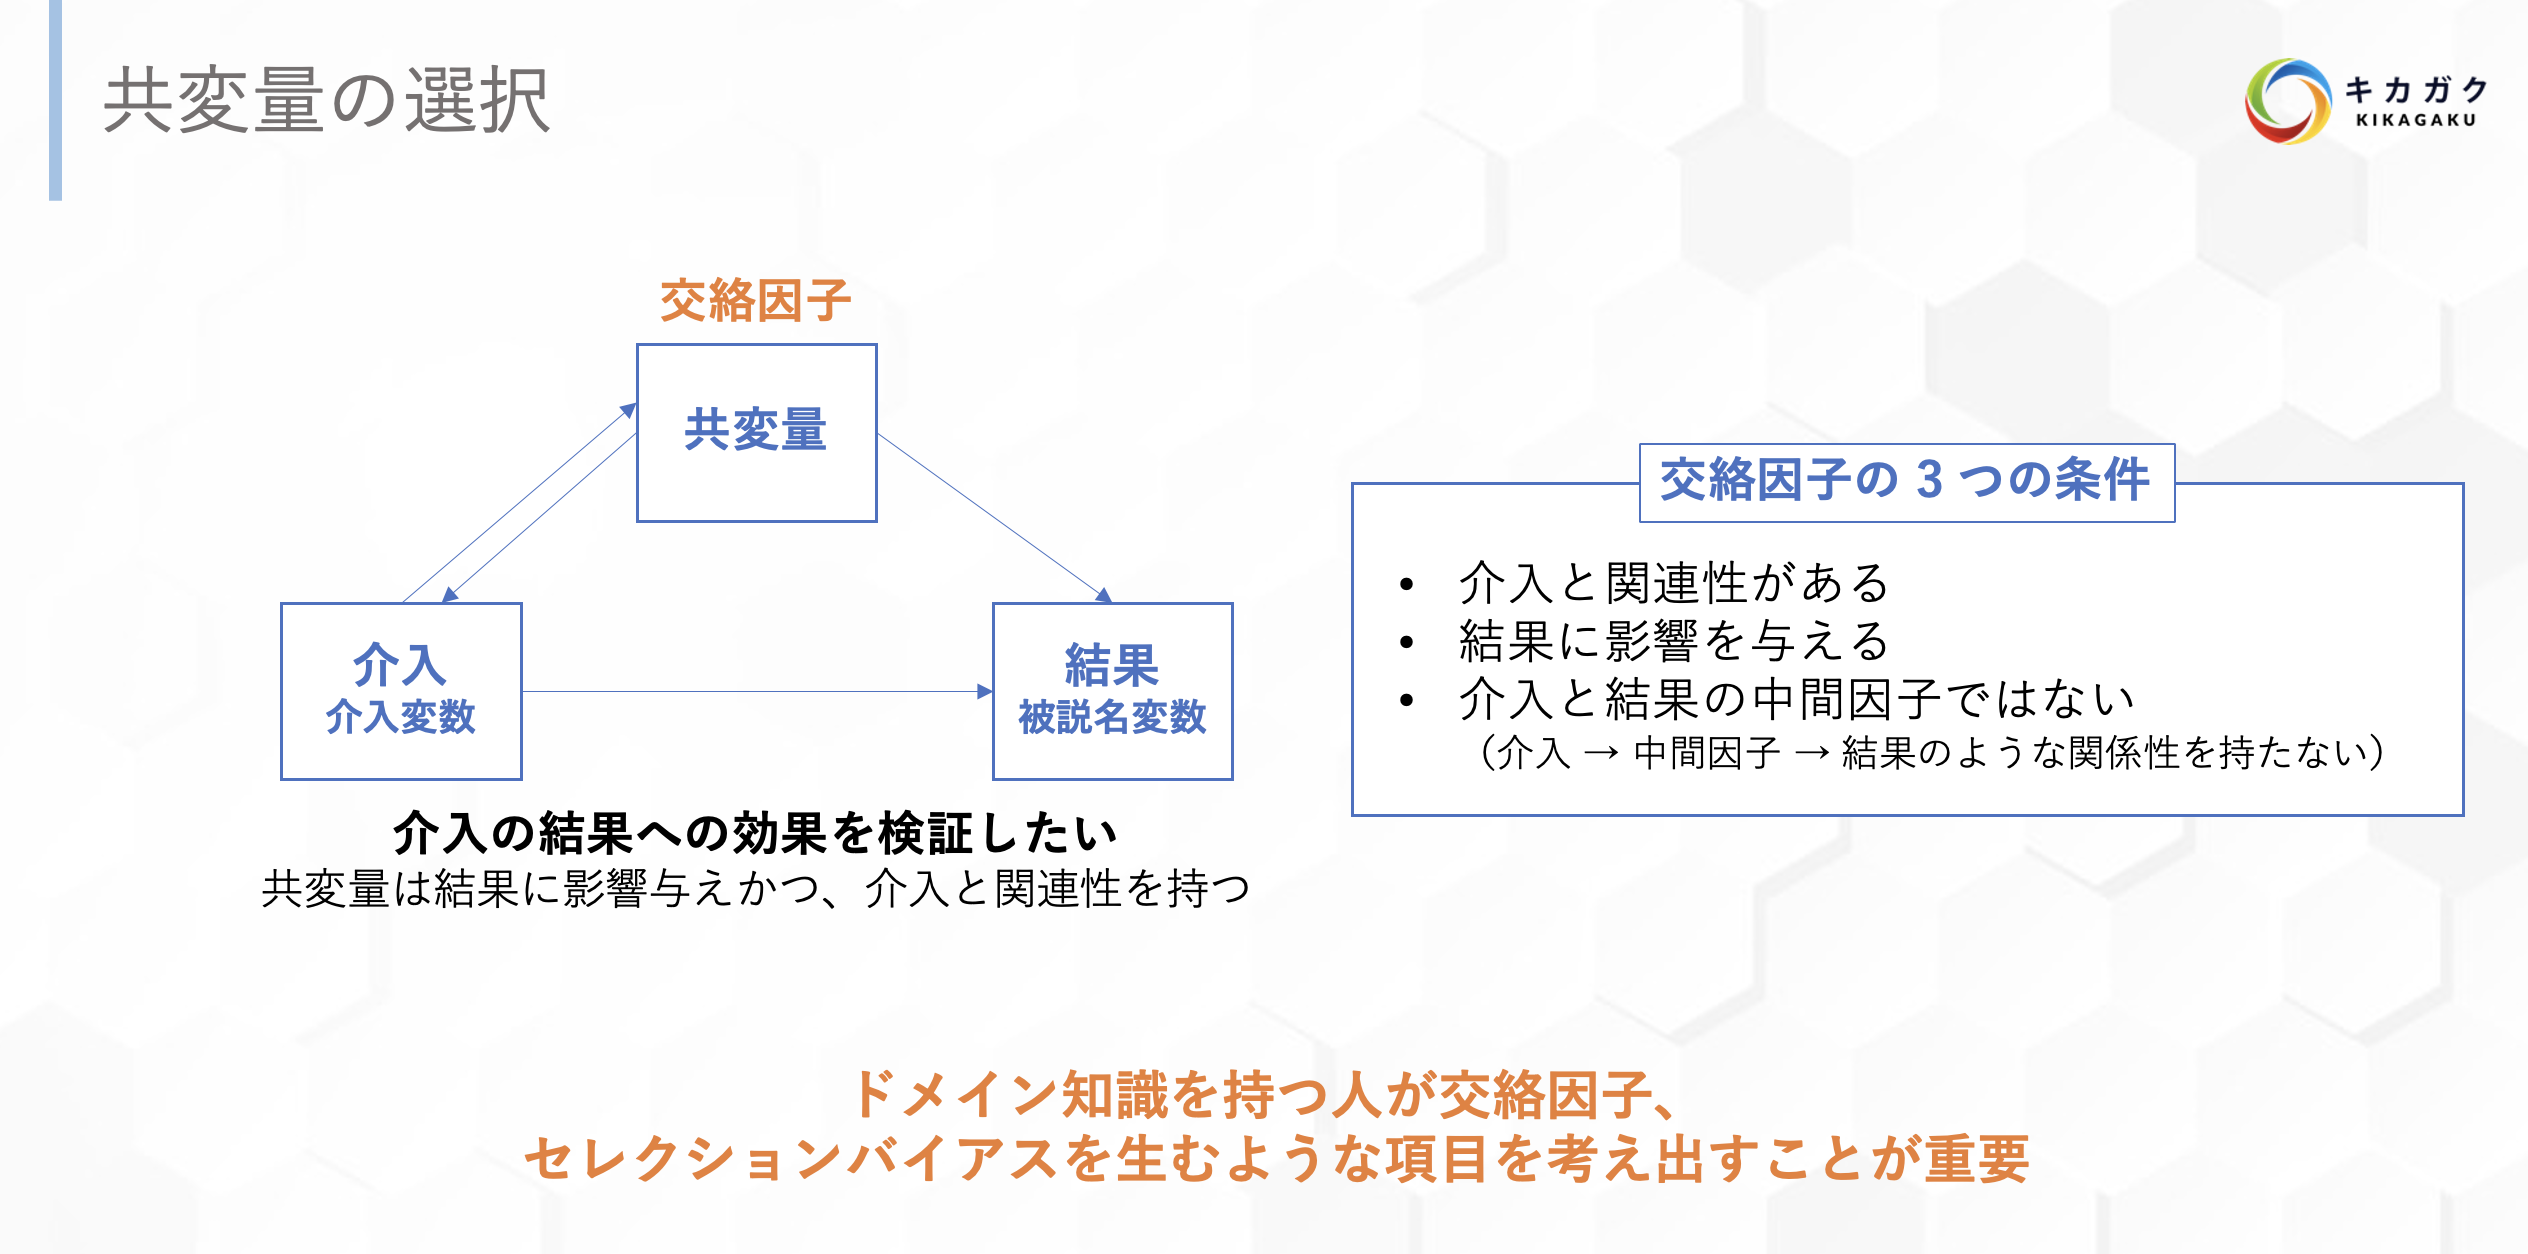 共変量の選択
キカガク
KIKAGAKU
交絡因子
共変量
介入
介入変数
結果
被説名変数
介入の結果への効果を検証したい
共変量は結果に影響与えかつ、介入と関連性を持つ
交絡因子の 3 つの条件
• 介入と関連性がある
• 結果に影響を与える
• 介入と結果の中間因子ではない
（介入 → 中間因子 → 結果のような関係性を持たない）
ドメイン知識を持つ人が交絡因子、
セレクションバイアスを生むような項目を考え出すことが重要